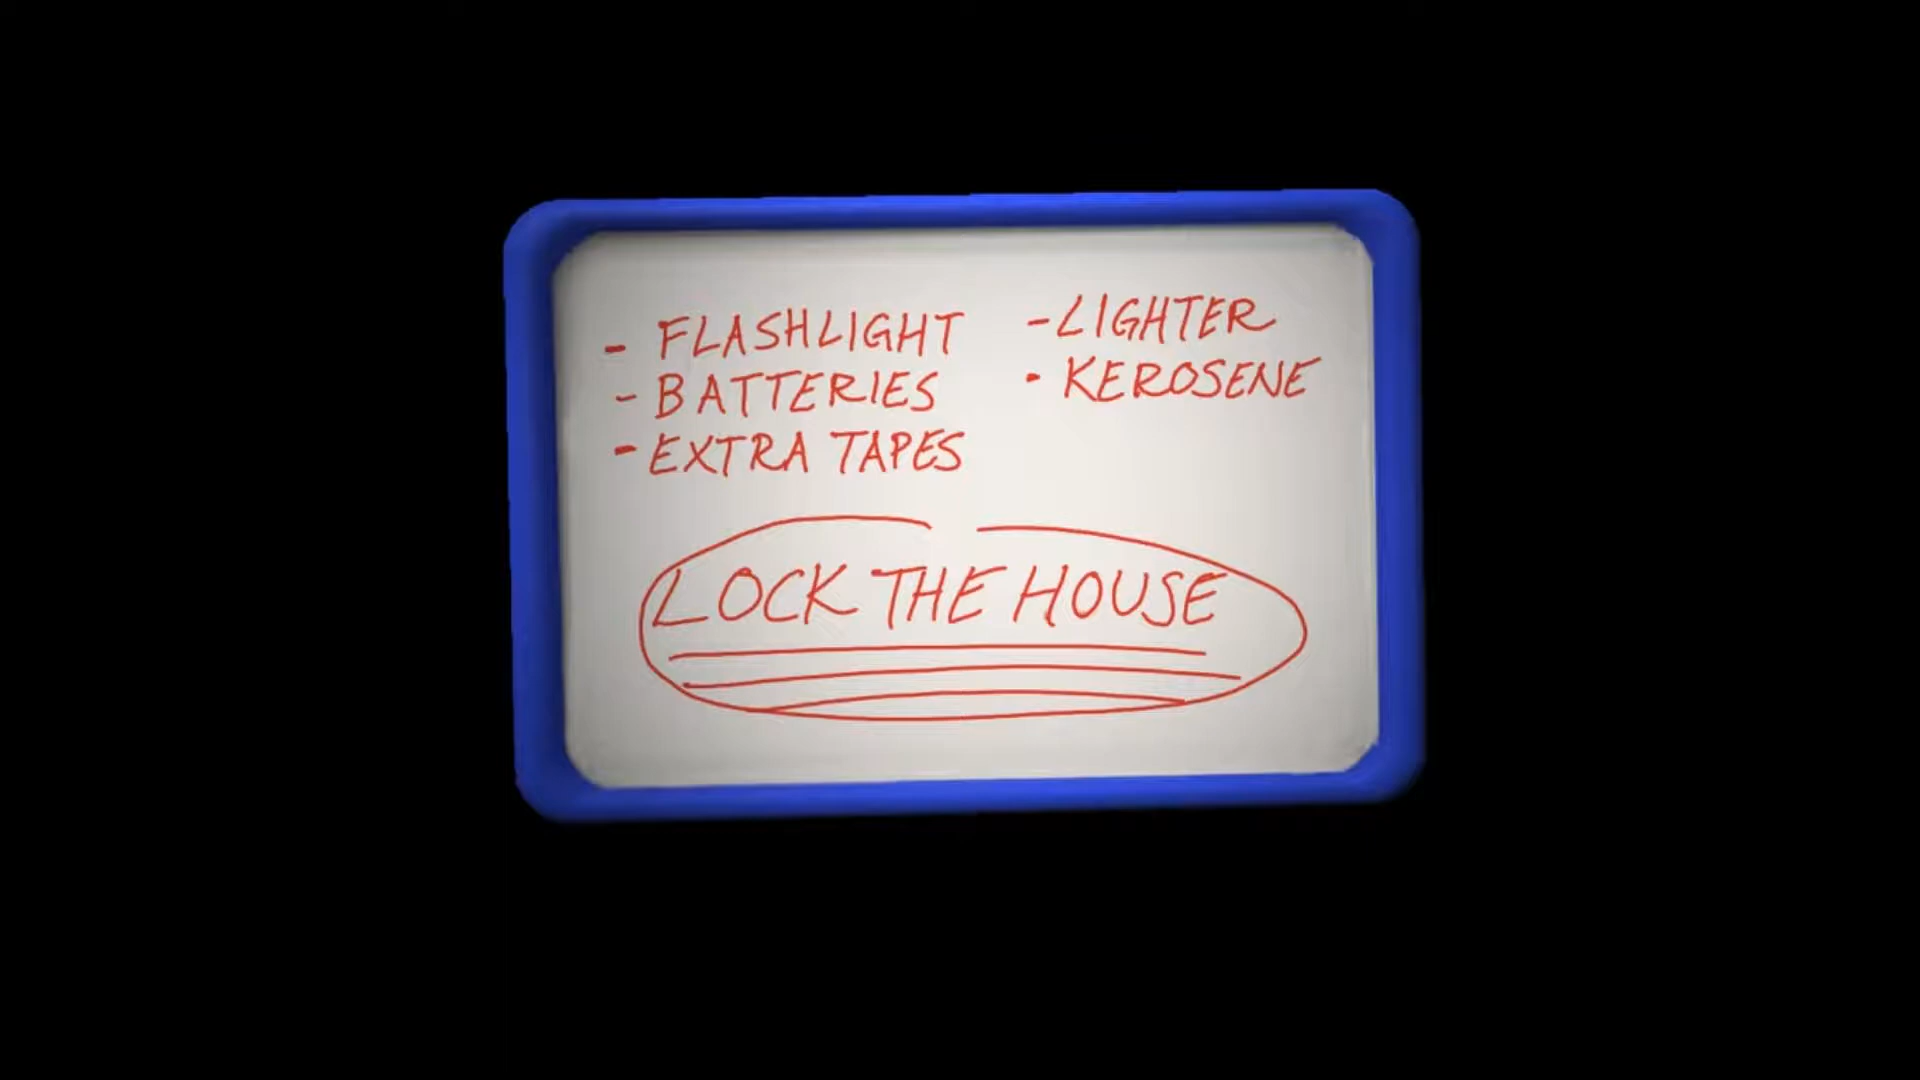 - FLASHLIGHT
- BATTERIES
- EXTRA TAPES
- LIGHTER
- KEROSENE
LOCK THE HOUSE